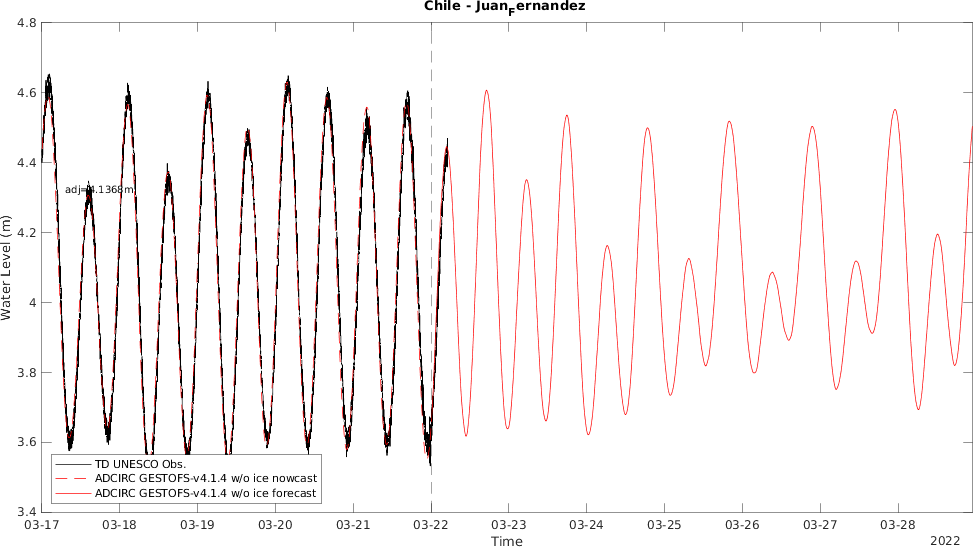 Chile - JuanFernandez
4.8
4.6
4.4
4.2
4
3.8
3.6
3.4
Water Level (m)
adj=4.1368m
TD UNESCO Obs.
ADCIRC GESTOFS-v4.1.4 w/o ice nowcast
ADCIRC GESTOFS-v4.1.4 w/o ice forecast
03-17 03-18 03-19 03-20 03-21 03-22 03-23 03-24 03-25 03-26 03-27 03-28
Time
2022